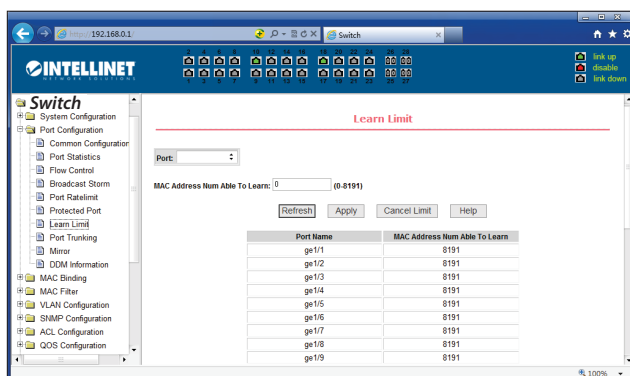 http://192.168.0.1/
Switch
2 4 6 8 10 12 14 16 18 20 22 24 26 28
INTELLINET
NETWORK SOLUTIONS
1 3 5 7 9 11 13 15 17 19 21 23 25 27
link up
disable
link down
Switch
System Configuration
Port Configuration
Common Configuration
Port Statistics
Flow Control
Broadcast Storm
Port Ratelimit
Protected Port
Learn Limit
Port Trunking
Mirror
DDM Information
MAC Binding
MAC Filter
VLAN Configuration
SNMP Configuration
ACL Configuration
QOS Configuration
Learn Limit
Port:
MAC Address Num Able To Learn: 0 (0-8191)
Refresh Apply Cancel Limit Help
Port Name MAC Address Num Able To Learn
ge1/1 8191
ge1/2 8191
ge1/3 8191
ge1/4 8191
ge1/5 8191
ge1/6 8191
ge1/7 8191
ge1/8 8191
ge1/9 8191
100%